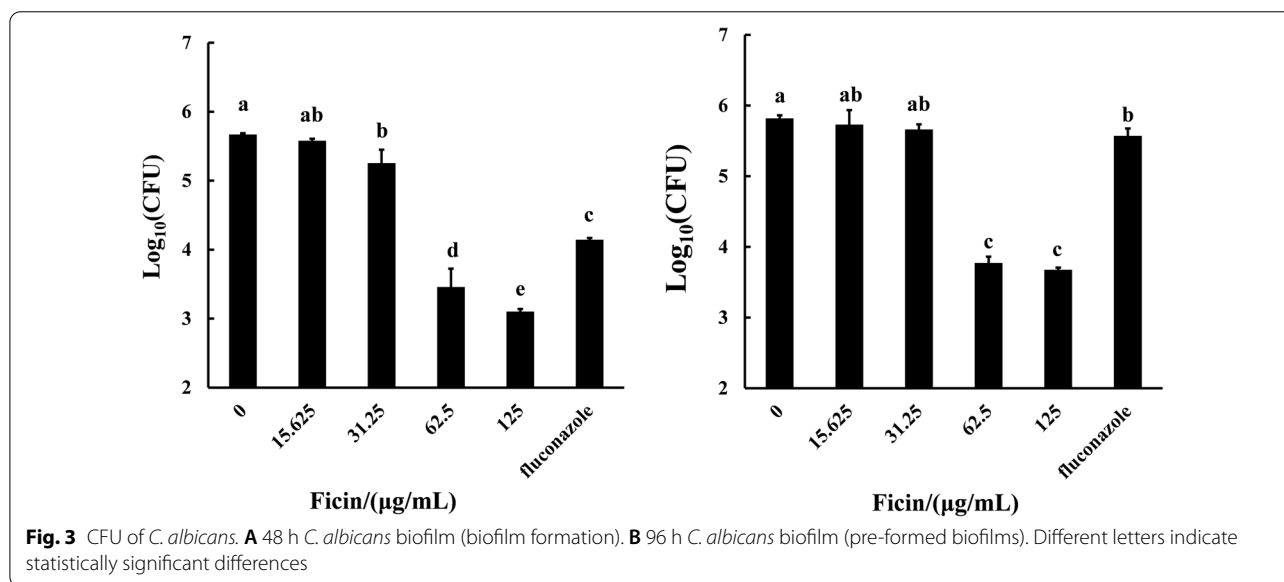 7
6
5
4
3
2
Log₁₀(CFU)
a
ab
b
d
e
c
0
15.625
31.25
62.5
125
fluconazole
Ficin/(μg/mL)
7
6
5
4
3
2
Log₁₀(CFU)
a
ab
ab
c
c
b
0
15.625
31.25
62.5
125
fluconazole
Ficin/(μg/mL)
Fig. 3 CFU of C. albicans. A 48 h C. albicans biofilm (biofilm formation). B 96 h C. albicans biofilm (pre-formed biofilms). Different letters indicate
statistically significant differences